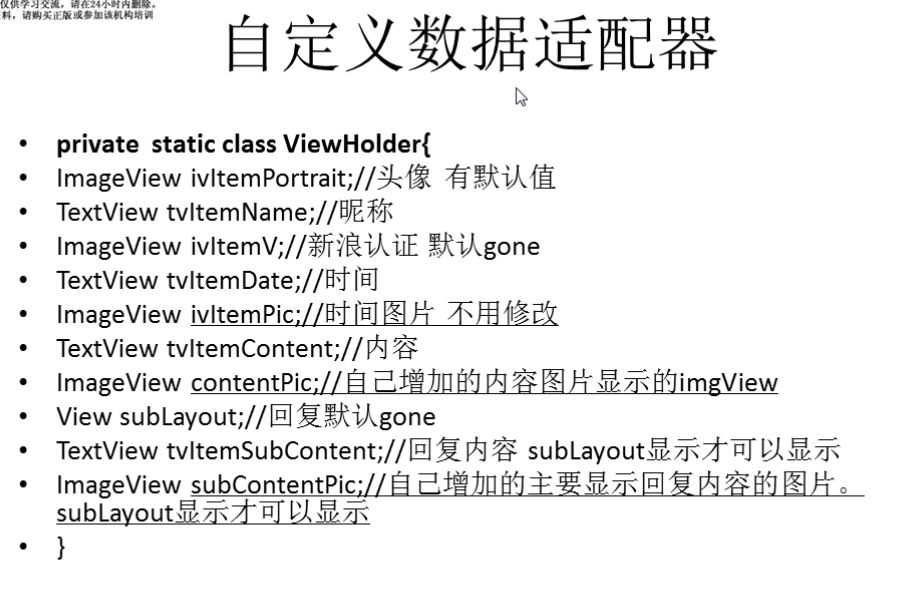 仅供学习交流，请在24小时内删除。
料，请购买正版或参加该机构培训
自定义数据适配器
• private static class ViewHolder{
• ImageView ivItemPortrait;//头像 有默认值
• TextView tvItemName;//昵称
• ImageView ivItemV;//新浪认证 默认gone
• TextView tvItemDate;//时间
• ImageView ivItemPic;//时间图片 不用修改
• TextView tvItemContent;//内容
• ImageView contentPic;//自己增加的内容图片显示的imgView
• View subLayout;//回复默认gone
• TextView tvItemSubContent;//回复内容 subLayout显示才可以显示
• ImageView subContentPic;//自己增加的主要显示回复内容的图片。
subLayout显示才可以显示
• }